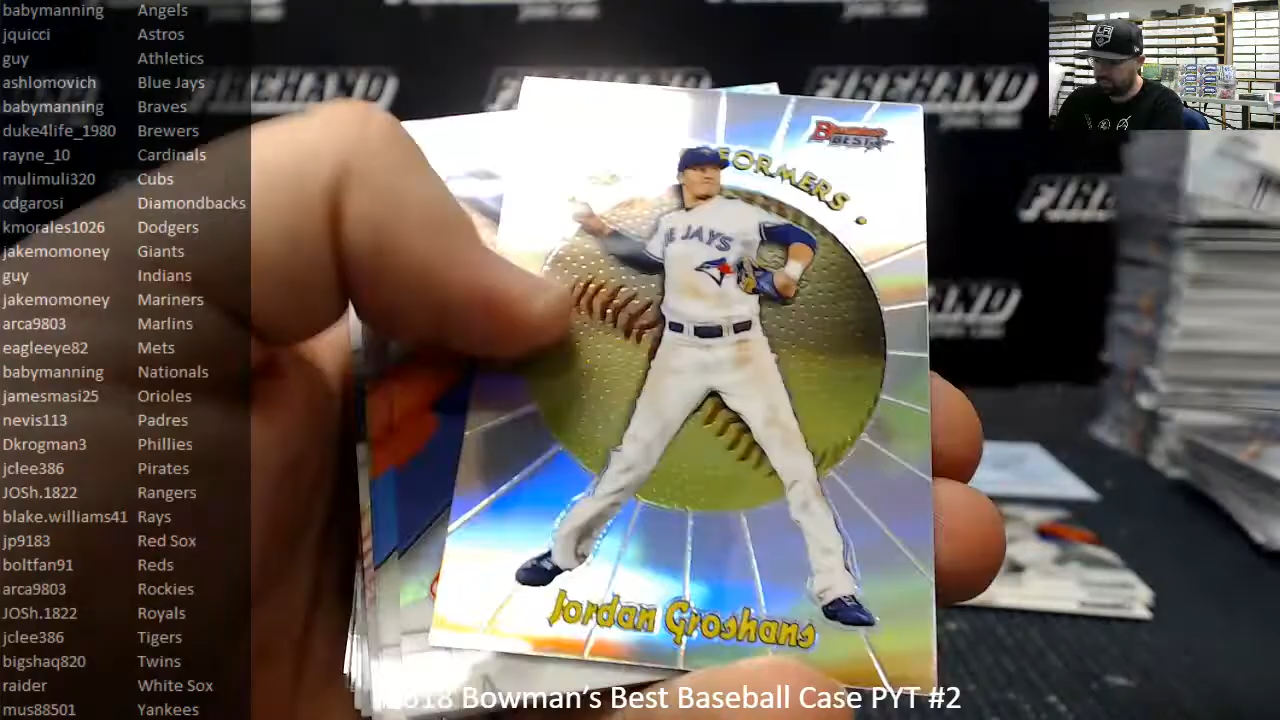 babymanning Angels
jquicci Astros
guy Athletics
ashlomovich Blue Jays
babymanning Braves
duke4life_1980 Brewers
rayne_10 Cardinals
mulimuli320 Cubs
cdgarosi Diamondbacks
kmorales1026 Dodgers
jakemomoney Giants
guy Indians
jakemomoney Mariners
arca9803 Marlins
eagleeye82 Mets
babymanning Nationals
jamesmasi25 Orioles
nevis113 Padres
Dkrogman3 Phillies
jclee386 Pirates
JOSh.1822 Rangers
blake.williams41 Rays
jp9183 Red Sox
boltfan91 Reds
arca9803 Rockies
JOSh.1822 Royals
jclee386 Tigers
bigshaq820 Twins
raider White Sox
mus88501 Yankees
FIREHAND
FIREHAND
Bowman's
BEST
FORMERS •
E JAYS
Jordan Groshans
2018 Bowman's Best Baseball Case PYT #2